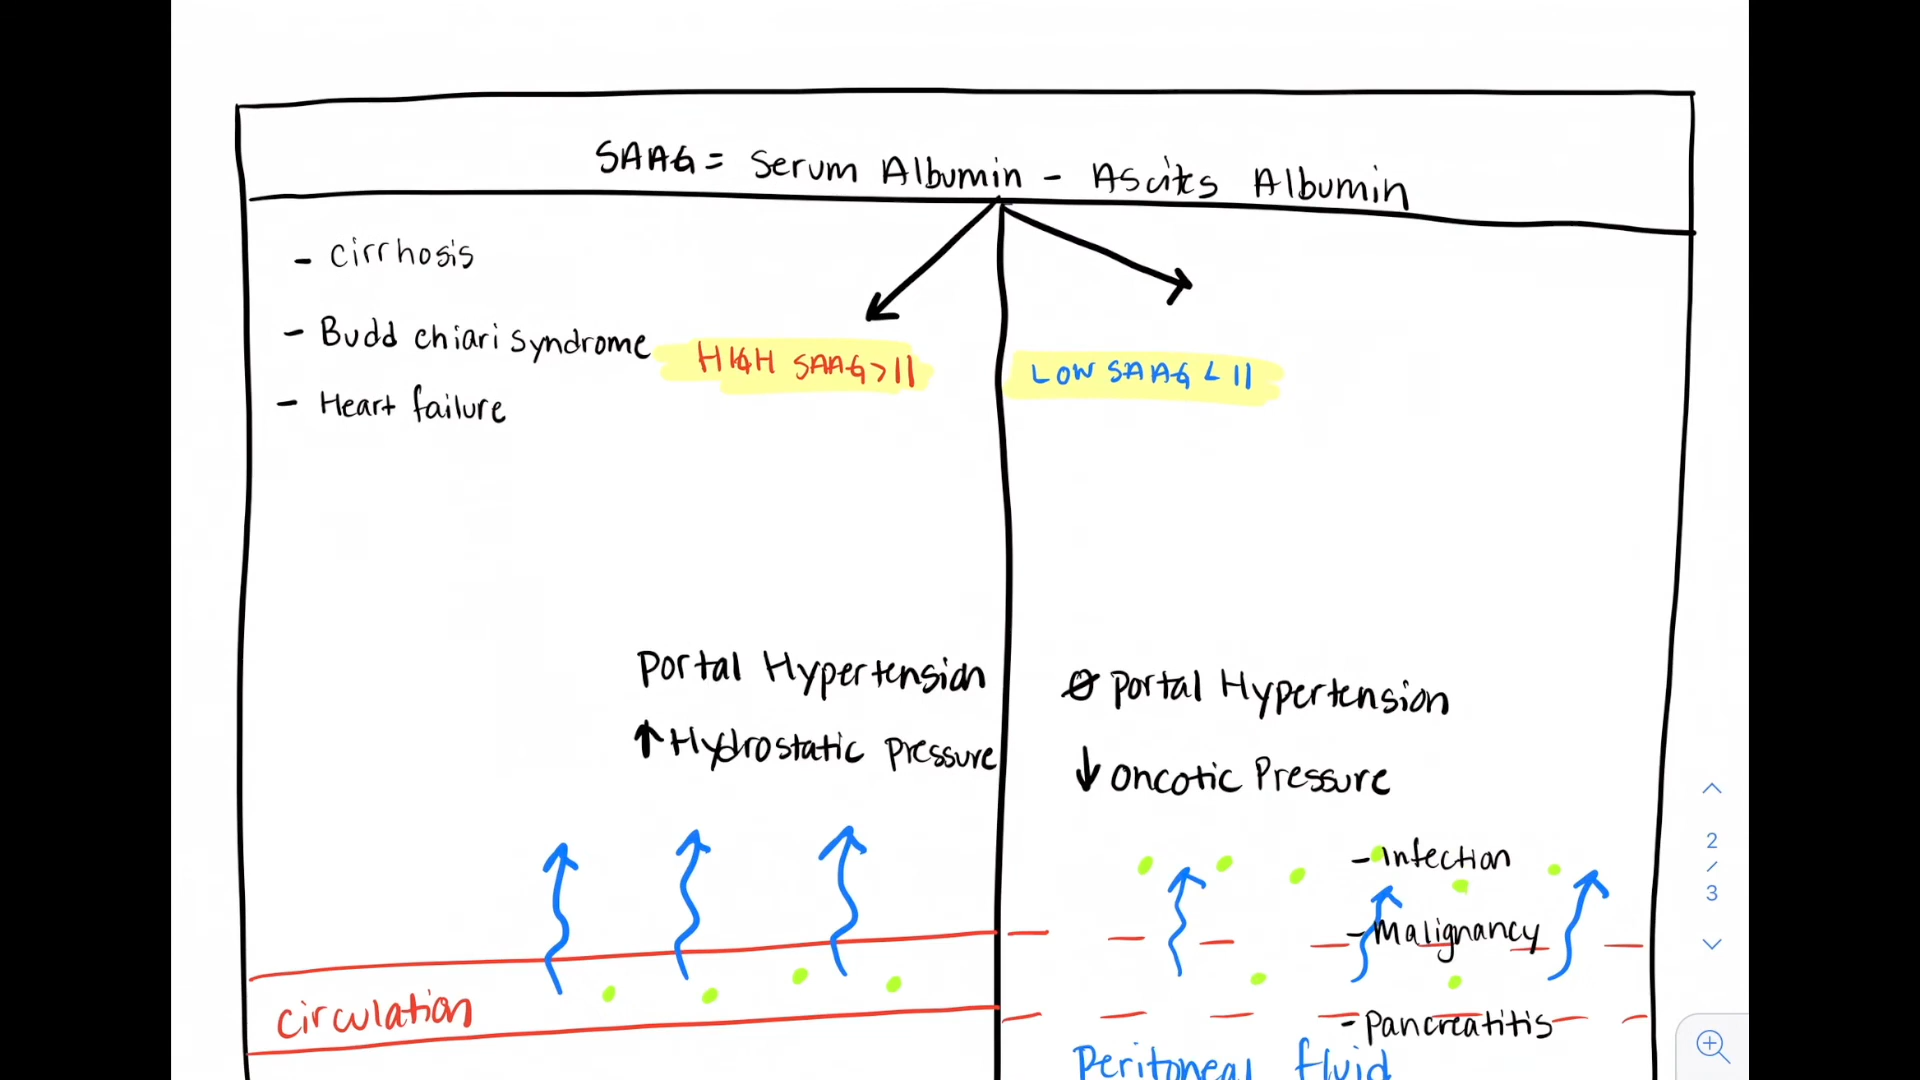 SAAG = Serum Albumin - Ascites Albumin
- cirrhosis
- Budd chiari syndrome
- Heart failure
HIGH SAAG > 11
LOW SAAG < 11
Portal Hypertension
↑ Hydrostatic Pressure
Ø Portal Hypertension
↓ Oncotic Pressure
- Infection
- Malignancy
- Pancreatitis
circulation
Peritoneal fluid
2
/
3